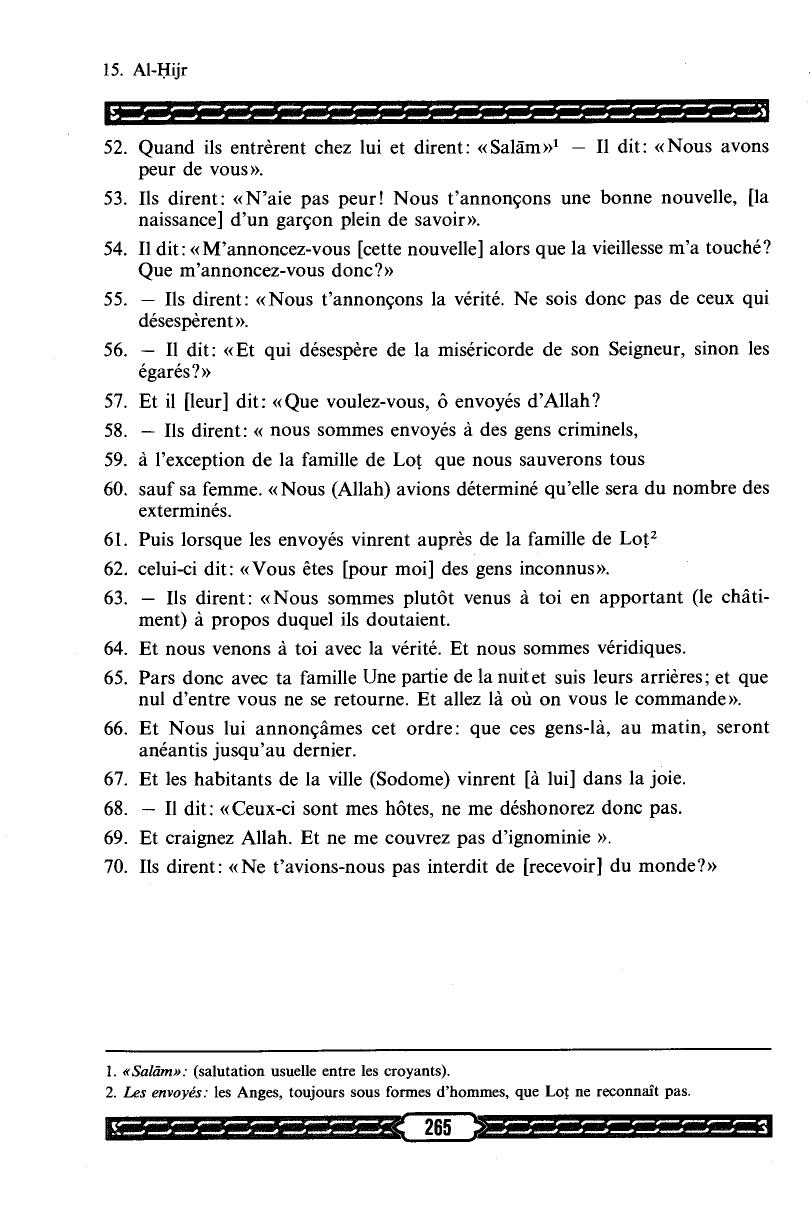 15. Al-Ḥijr
52. Quand ils entrèrent chez lui et dirent: «Salām»¹ — Il dit: «Nous avons
peur de vous».
53. Ils dirent: «N'aie pas peur! Nous t'annonçons une bonne nouvelle, [la
naissance] d'un garçon plein de savoir».
54. Il dit: «M'annoncez-vous [cette nouvelle] alors que la vieillesse m'a touché?
Que m'annoncez-vous donc?»
55. — Ils dirent: «Nous t'annonçons la vérité. Ne sois donc pas de ceux qui
désespèrent».
56. — Il dit: «Et qui désespère de la miséricorde de son Seigneur, sinon les
égarés?»
57. Et il [leur] dit: «Que voulez-vous, ô envoyés d'Allah?
58. — Ils dirent: « nous sommes envoyés à des gens criminels,
59. à l'exception de la famille de Loṭ que nous sauverons tous
60. sauf sa femme. «Nous (Allah) avions déterminé qu'elle sera du nombre des
exterminés.
61. Puis lorsque les envoyés vinrent auprès de la famille de Loṭ²
62. celui-ci dit: «Vous êtes [pour moi] des gens inconnus».
63. — Ils dirent: «Nous sommes plutôt venus à toi en apportant (le châti-
ment) à propos duquel ils doutaient.
64. Et nous venons à toi avec la vérité. Et nous sommes véridiques.
65. Pars donc avec ta famille Une partie de la nuit et suis leurs arrières; et que
nul d'entre vous ne se retourne. Et allez là où on vous le commande».
66. Et Nous lui annonçâmes cet ordre: que ces gens-là, au matin, seront
anéantis jusqu'au dernier.
67. Et les habitants de la ville (Sodome) vinrent [à lui] dans la joie.
68. — Il dit: «Ceux-ci sont mes hôtes, ne me déshonorez donc pas.
69. Et craignez Allah. Et ne me couvrez pas d'ignominie ».
70. Ils dirent: «Ne t'avions-nous pas interdit de [recevoir] du monde?»
1. «Salām»: (salutation usuelle entre les croyants).
2. Les envoyés: les Anges, toujours sous formes d'hommes, que Loṭ ne reconnaît pas.
265